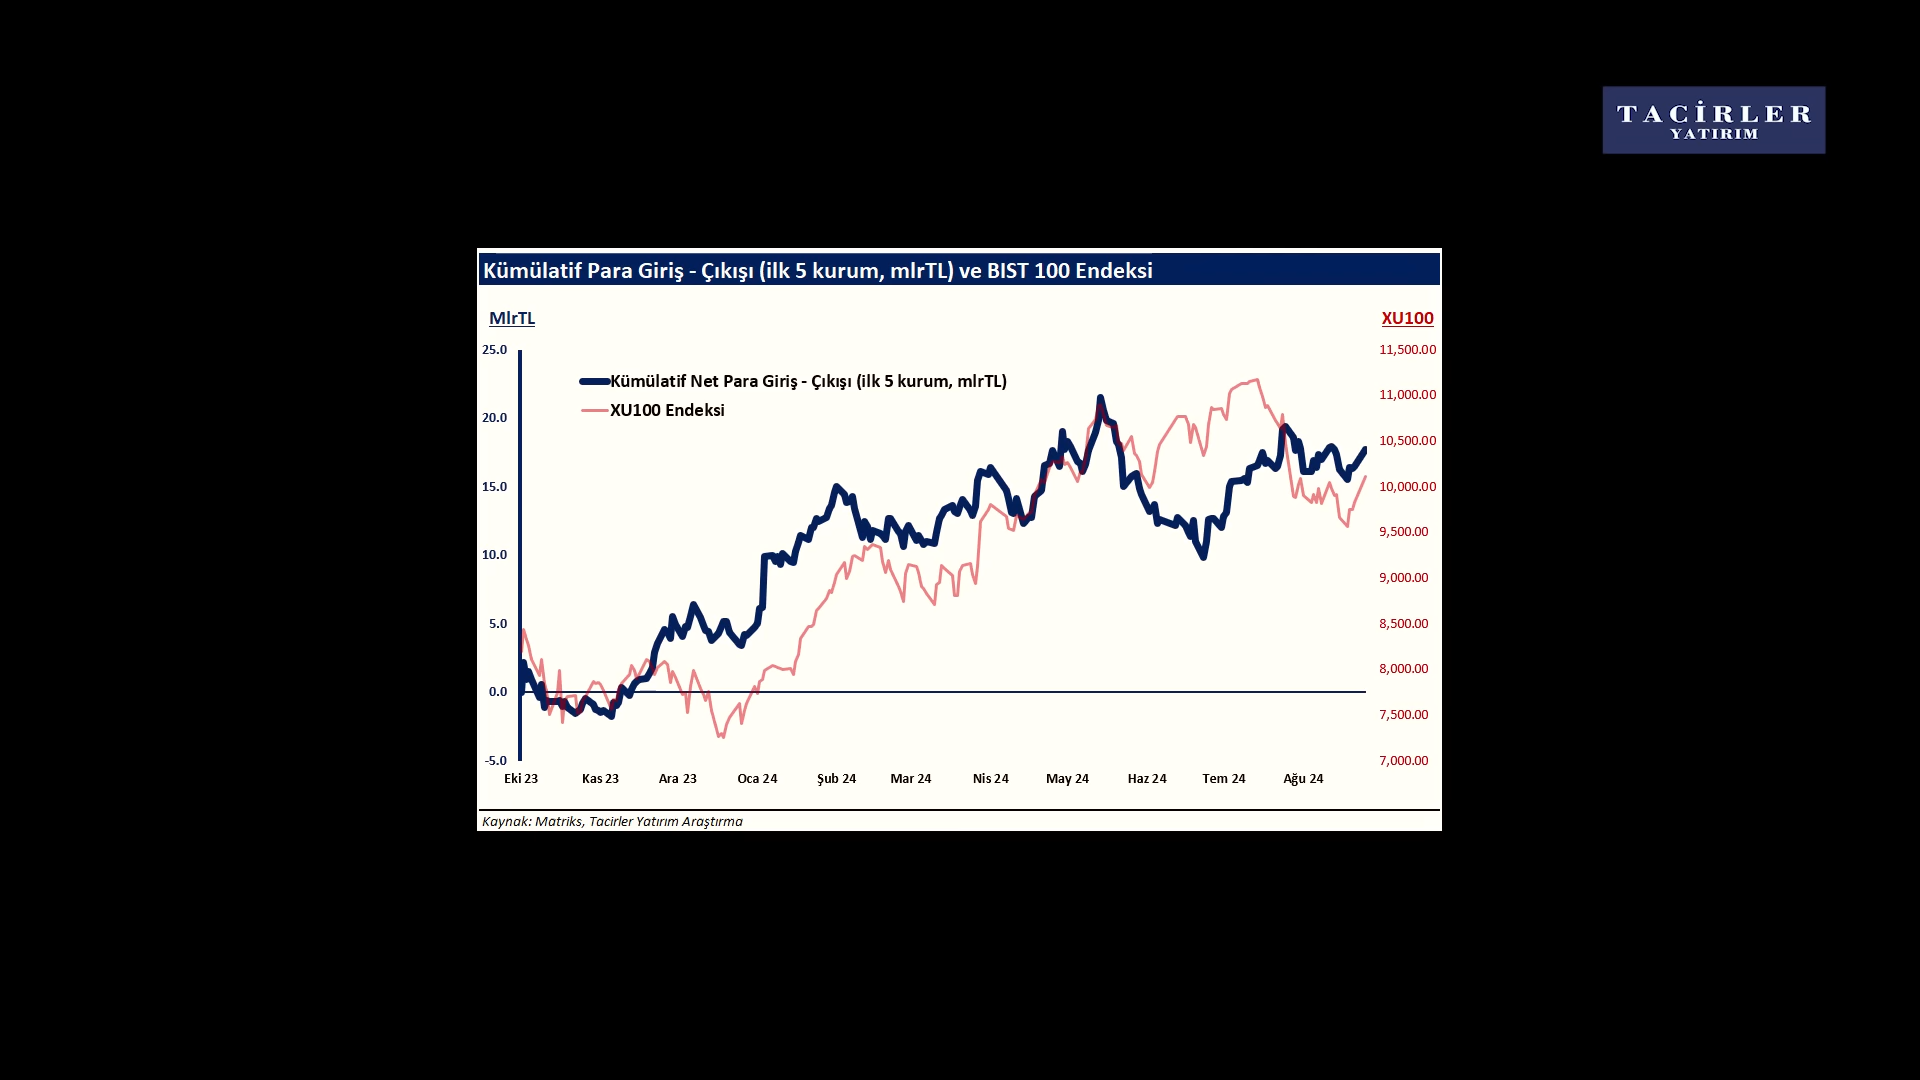 TACİRLER
YATIRIM
Kümülatif Para Giriş - Çıkışı (ilk 5 kurum, mlrTL) ve BIST 100 Endeksi
MlrTL
XU100
25.0
20.0
15.0
10.0
5.0
0.0
-5.0
Kümülatif Net Para Giriş - Çıkışı (ilk 5 kurum, mlrTL)
XU100 Endeksi
11,500.00
11,000.00
10,500.00
10,000.00
9,500.00
9,000.00
8,500.00
8,000.00
7,500.00
7,000.00
Eki 23 Kas 23 Ara 23 Oca 24 Şub 24 Mar 24 Nis 24 May 24 Haz 24 Tem 24 Ağu 24
Kaynak: Matriks, Tacirler Yatırım Araştırma